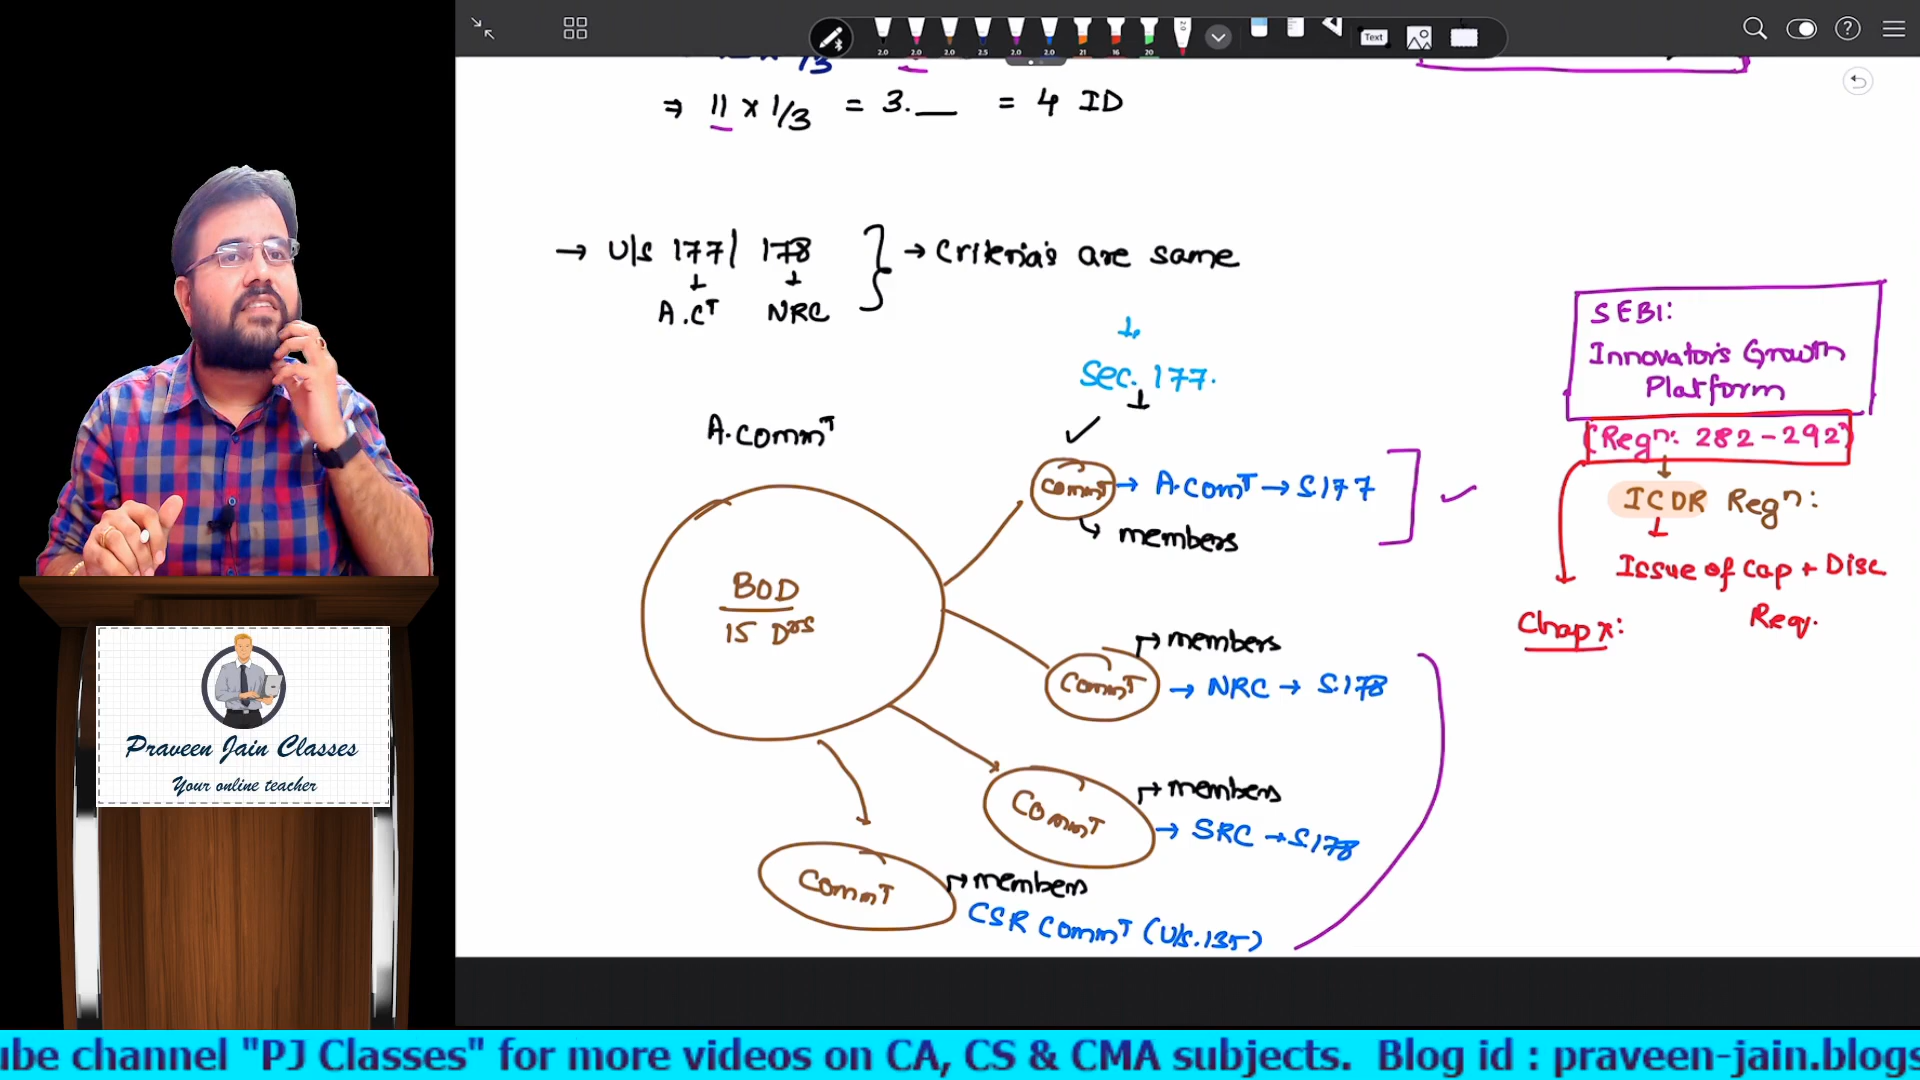 2.0 2.0 2.0 2.5 2.0 2.0 21 16 20 2.0
Text
⇒ 11 x 1/3 = 3.__ = 4 ID
→ U/s 177/ 178 } → Criteria's are same
A.Cᵀ NRC
Sec. 177.
A.commᵀ
commᵀ → A.comᵀ → S.177
members
BOD
15 Dʳˢ
members
commᵀ → NRC → S.178
members
Commᵀ → SRC → S.178
Commᵀ
members
CSR Commᵀ (U/s.135)
SEBI:
Innovator's Growth
Platform
(Regⁿ: 282-292)
ICDR Regⁿ:
Issue of Cap + Disc
Req.
Chap x:
Praveen Jain Classes
Your online teacher
ube channel "PJ Classes" for more videos on CA, CS & CMA subjects. Blog id : praveen-jain.blogs